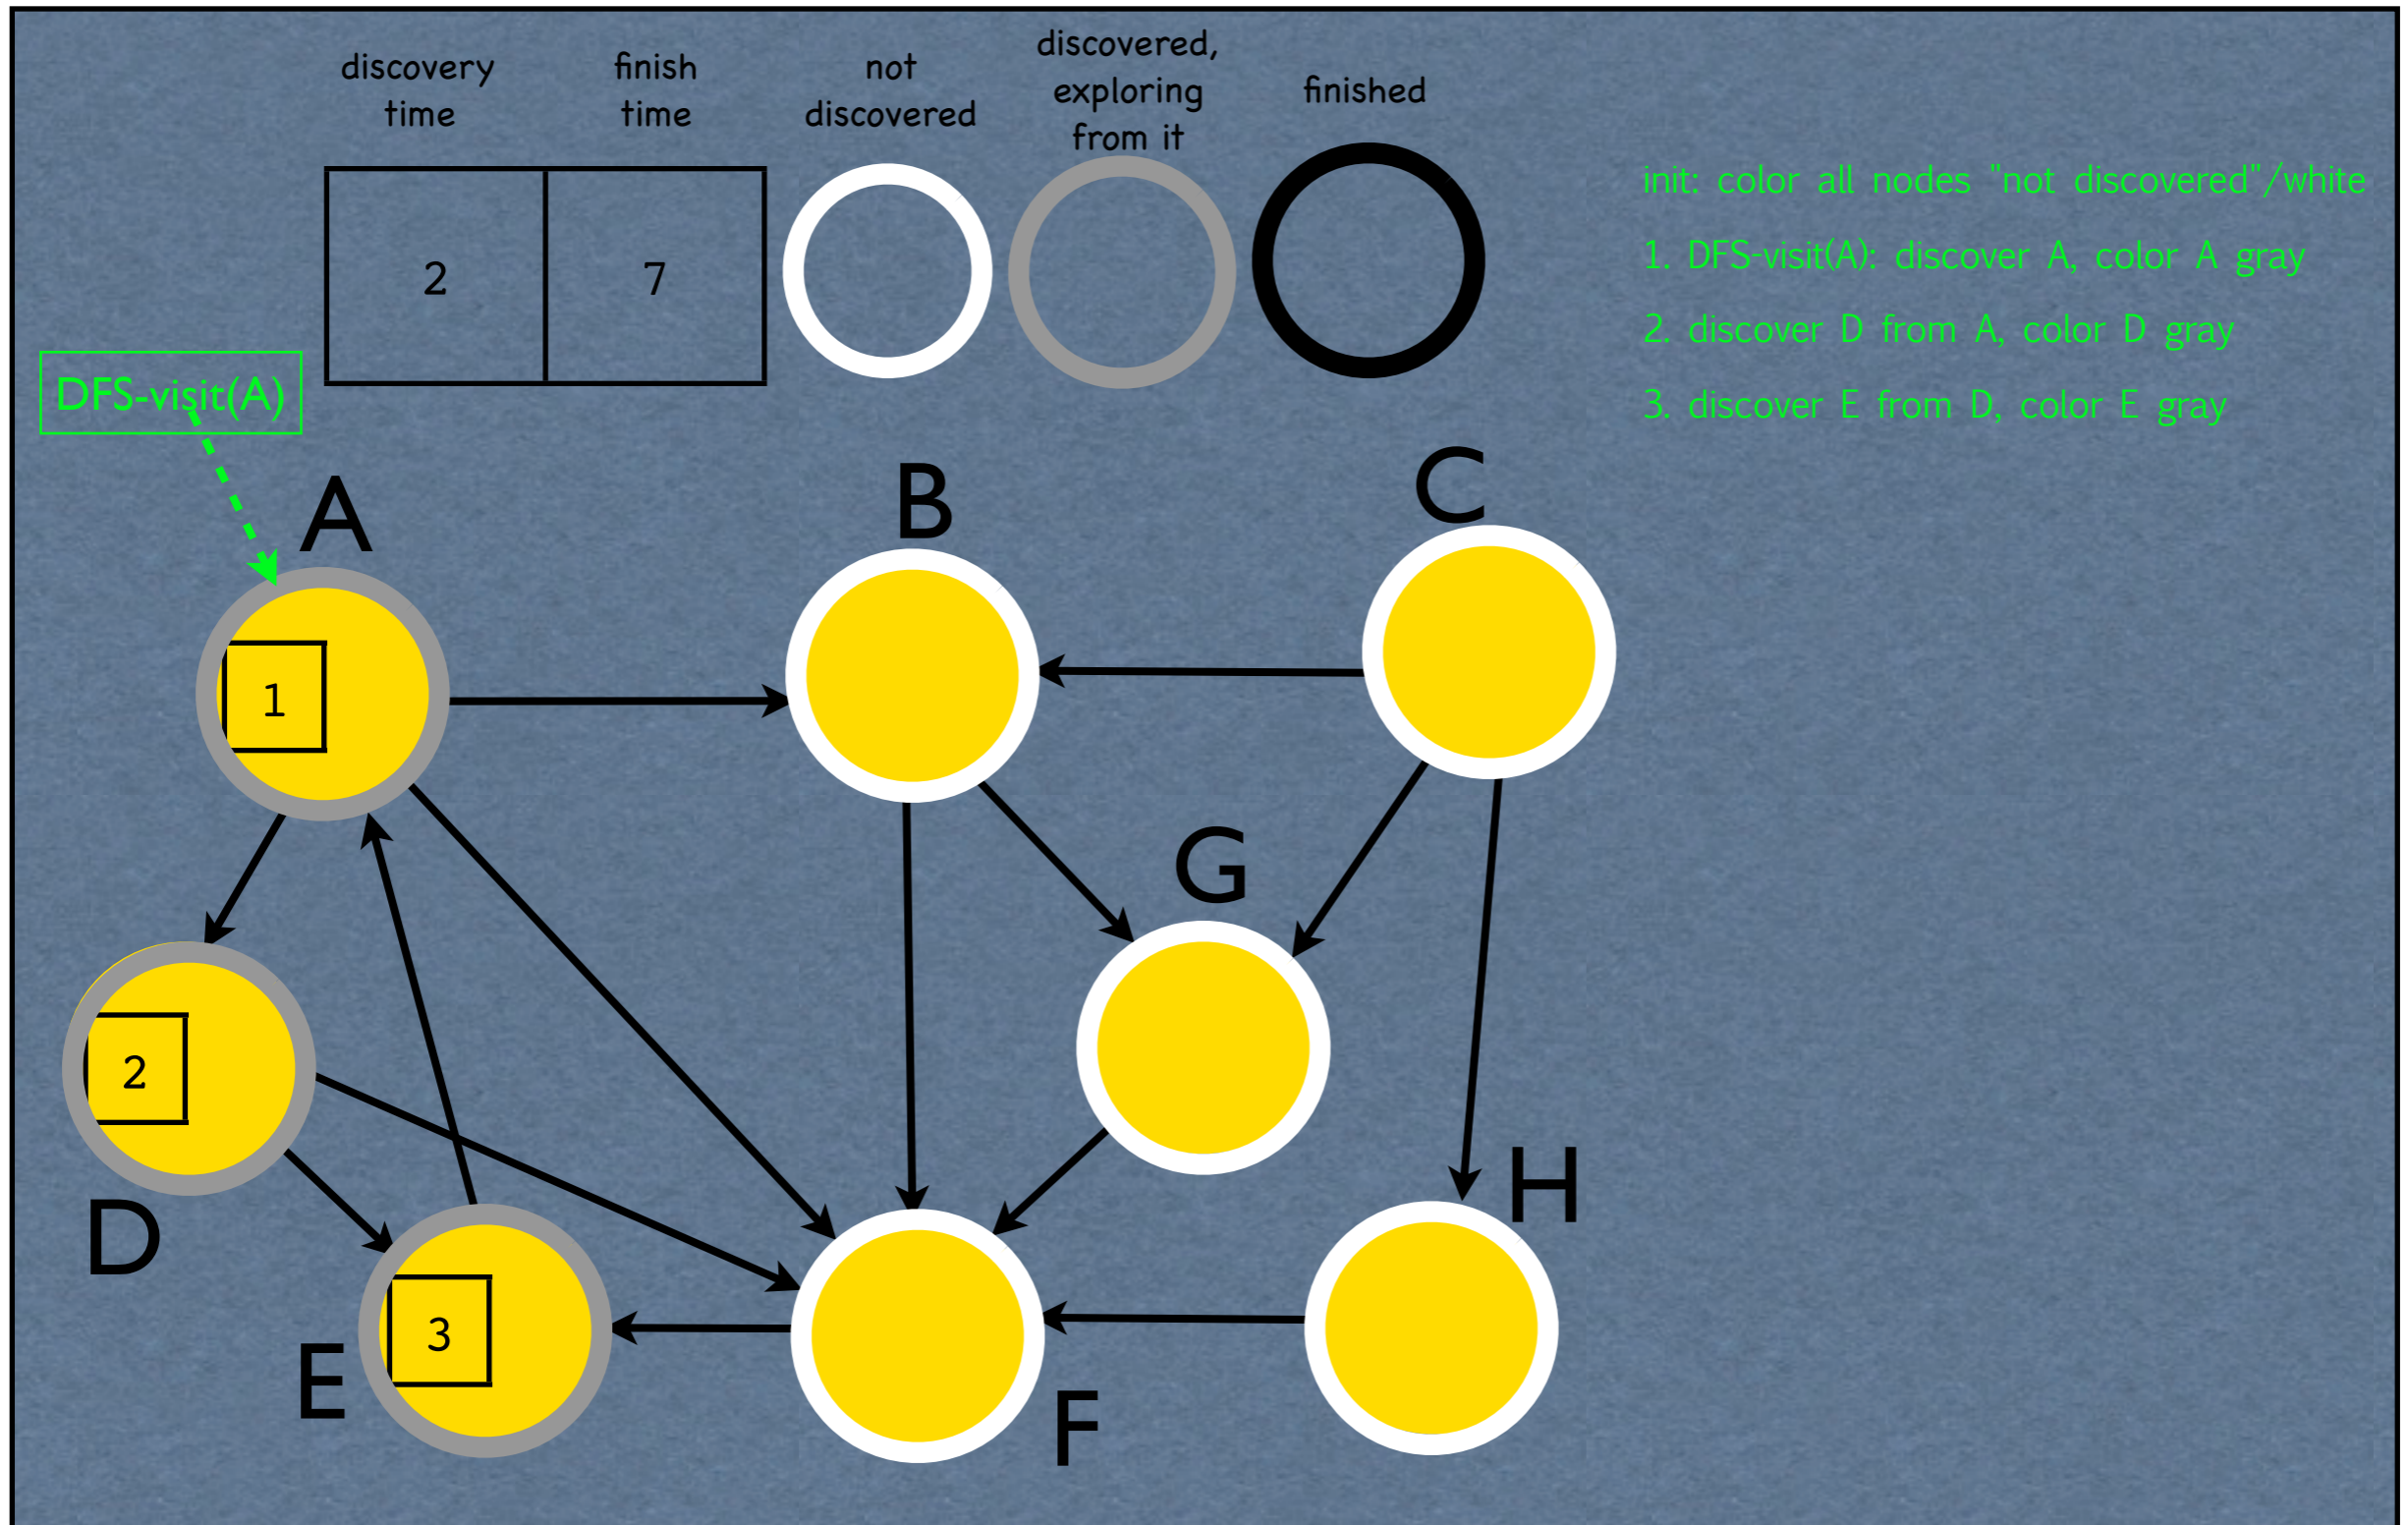 discovery
time
finish
time
not
discovered
discovered,
exploring
from it
finished
2
7
init: color all nodes "not discovered"/white
1. DFS-visit(A): discover A, color A gray
2. discover D from A, color D gray
3. discover E from D, color E gray
DFS-visit(A)
A
B
C
1
G
2
D
H
E
3
F